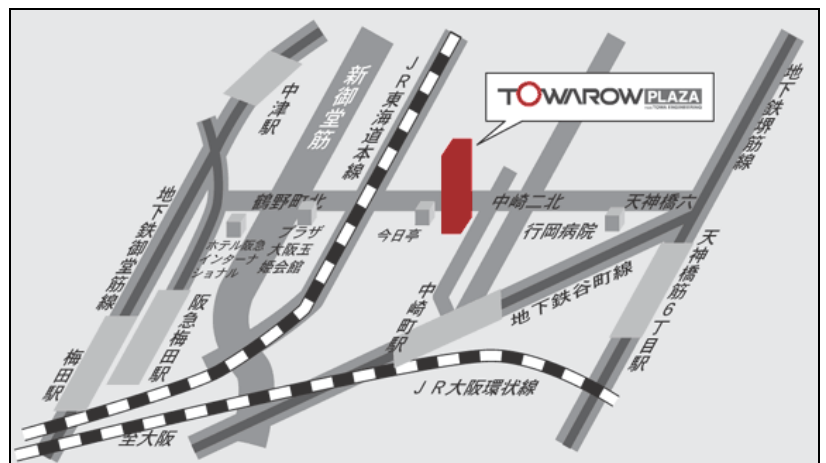 中津駅
新御堂筋
JR東海道本線
TOWAROW PLAZA
地下鉄堺筋線
地下鉄御堂筋線
鶴野町北
中崎二北
天神橋六
ホテル阪急
インターナ
ショナル
プラザ
大阪玉
姫会館
今日亭
行岡病院
天神橋筋6丁目駅
地下鉄谷町線
中崎町駅
阪急梅田駅
梅田駅
JR大阪環状線
至大阪